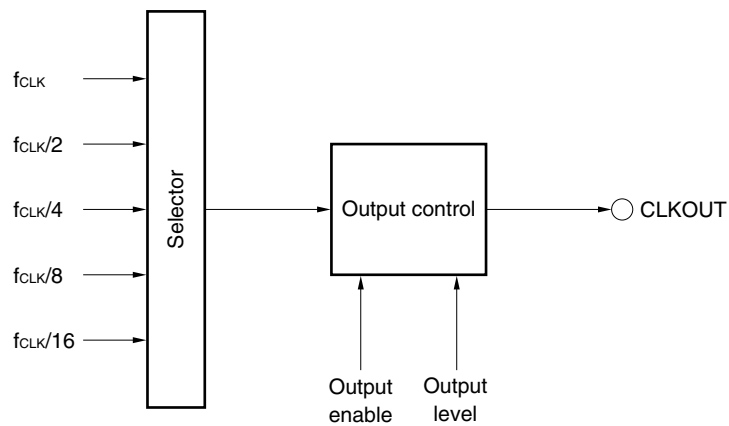 fCLK
fCLK/2
fCLK/4
fCLK/8
fCLK/16
Selector
Output control
CLKOUT
Output
enable
Output
level